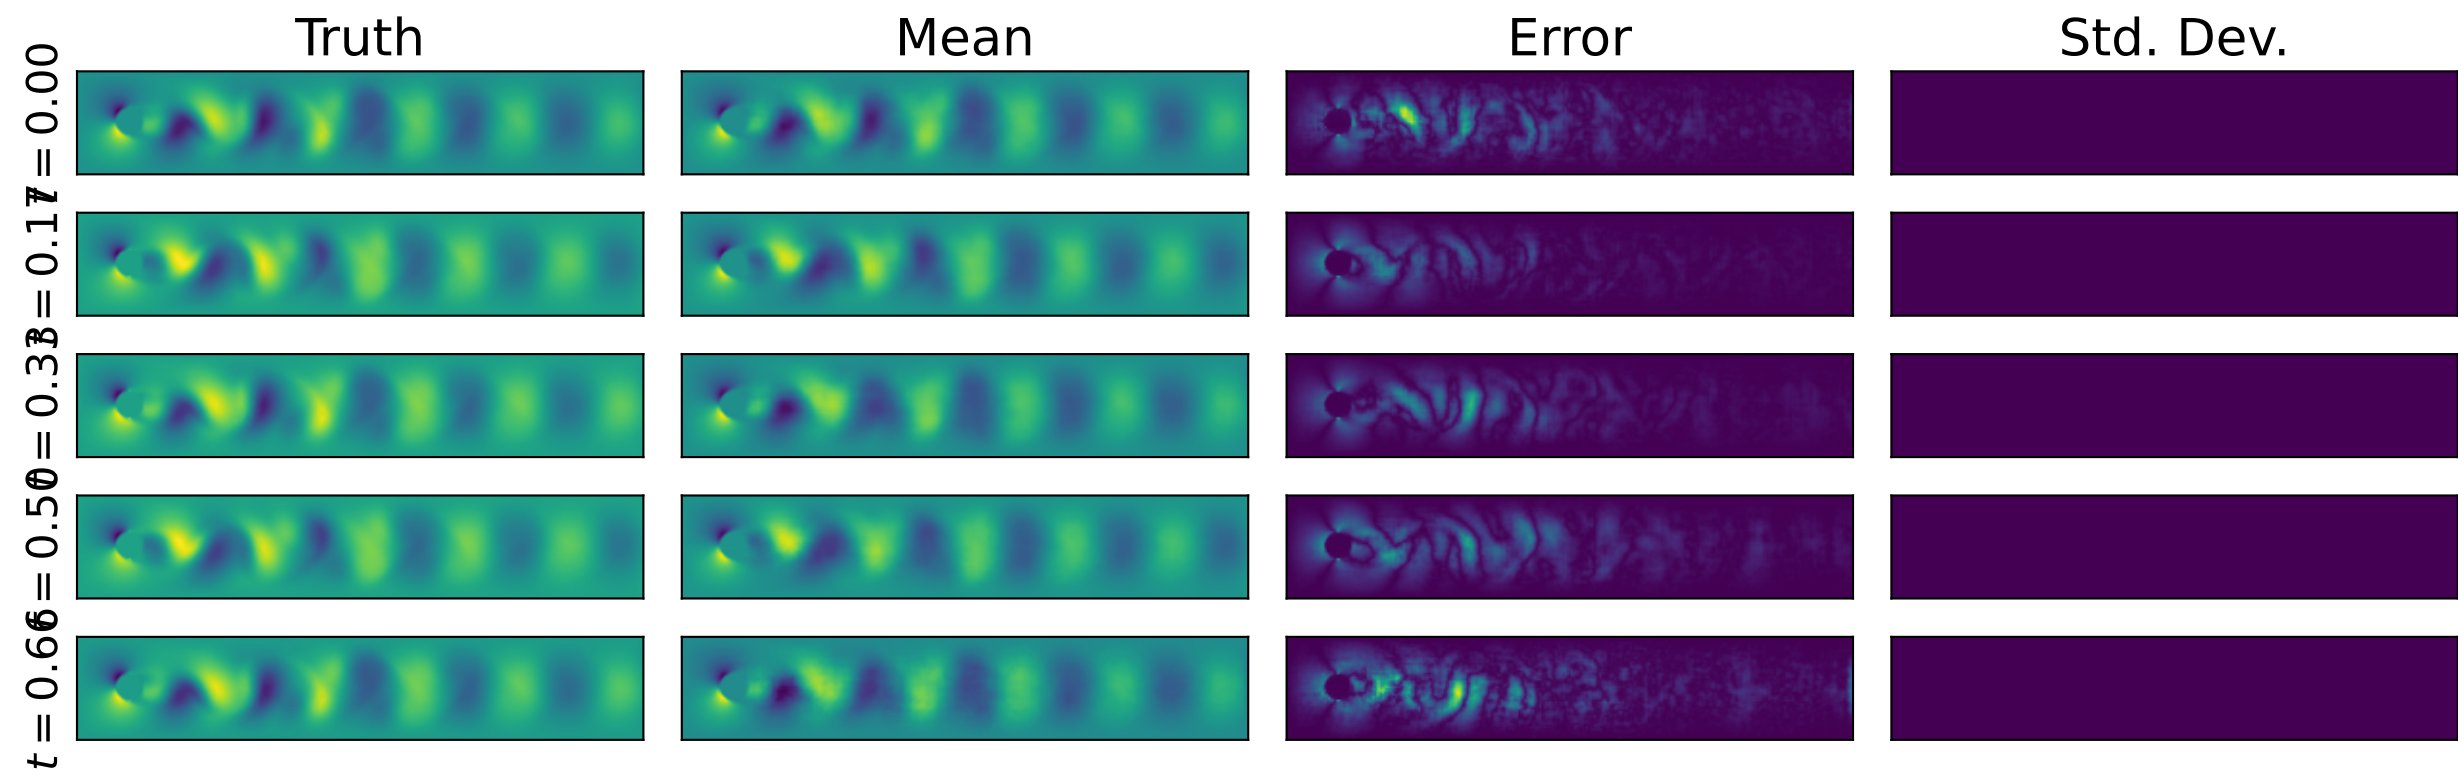 Truth Mean Error Std. Dev.
t = 0.00
t = 0.17
t = 0.33
t = 0.50
t = 0.66